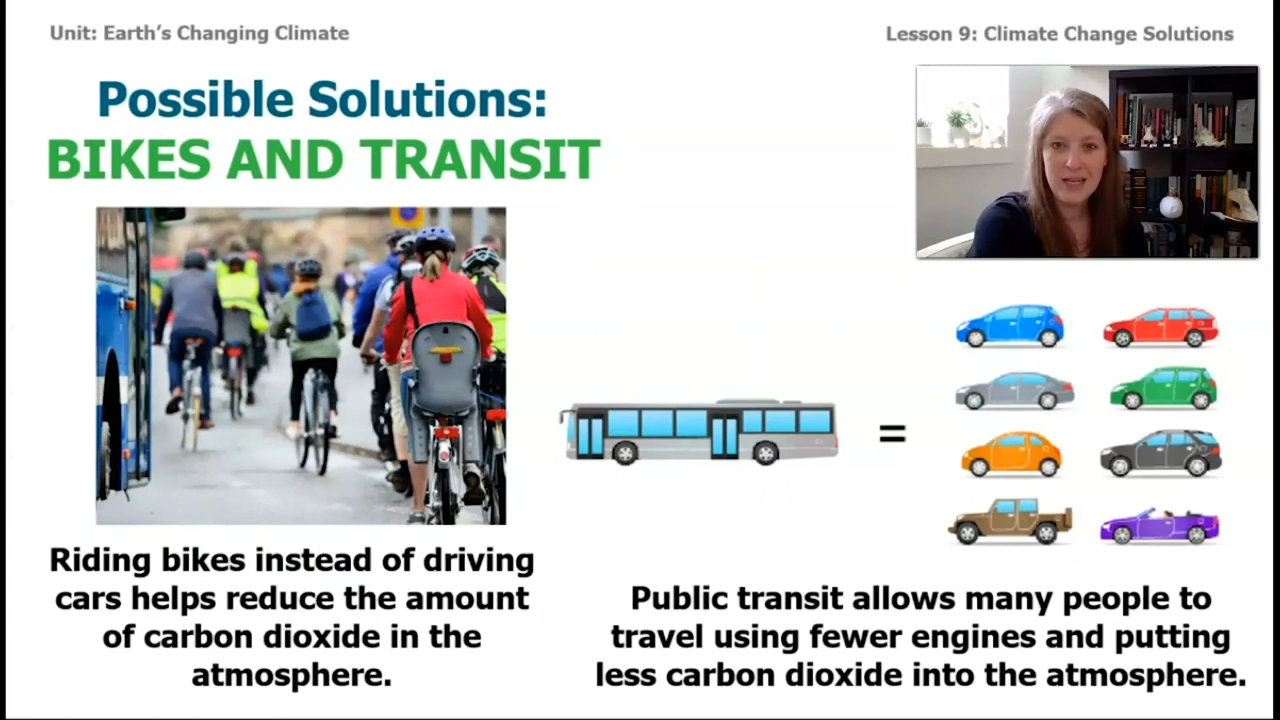 Unit: Earth's Changing Climate
Lesson 9: Climate Change Solutions
Possible Solutions:
BIKES AND TRANSIT
=
Riding bikes instead of driving
cars helps reduce the amount
of carbon dioxide in the
atmosphere.
Public transit allows many people to
travel using fewer engines and putting
less carbon dioxide into the atmosphere.